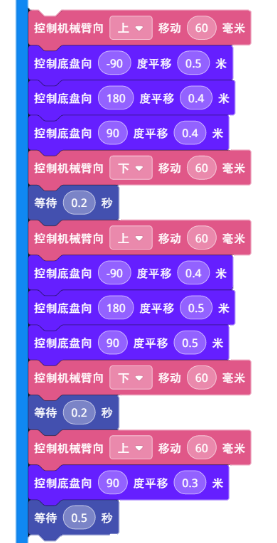 控制机械臂向 上 移动 60 毫米
控制底盘向 -90 度平移 0.5 米
控制底盘向 180 度平移 0.4 米
控制底盘向 90 度平移 0.4 米
控制机械臂向 下 移动 60 毫米
等待 0.2 秒
控制机械臂向 上 移动 60 毫米
控制底盘向 -90 度平移 0.4 米
控制底盘向 180 度平移 0.5 米
控制底盘向 90 度平移 0.5 米
控制机械臂向 下 移动 60 毫米
等待 0.2 秒
控制机械臂向 上 移动 60 毫米
控制底盘向 90 度平移 0.3 米
等待 0.5 秒